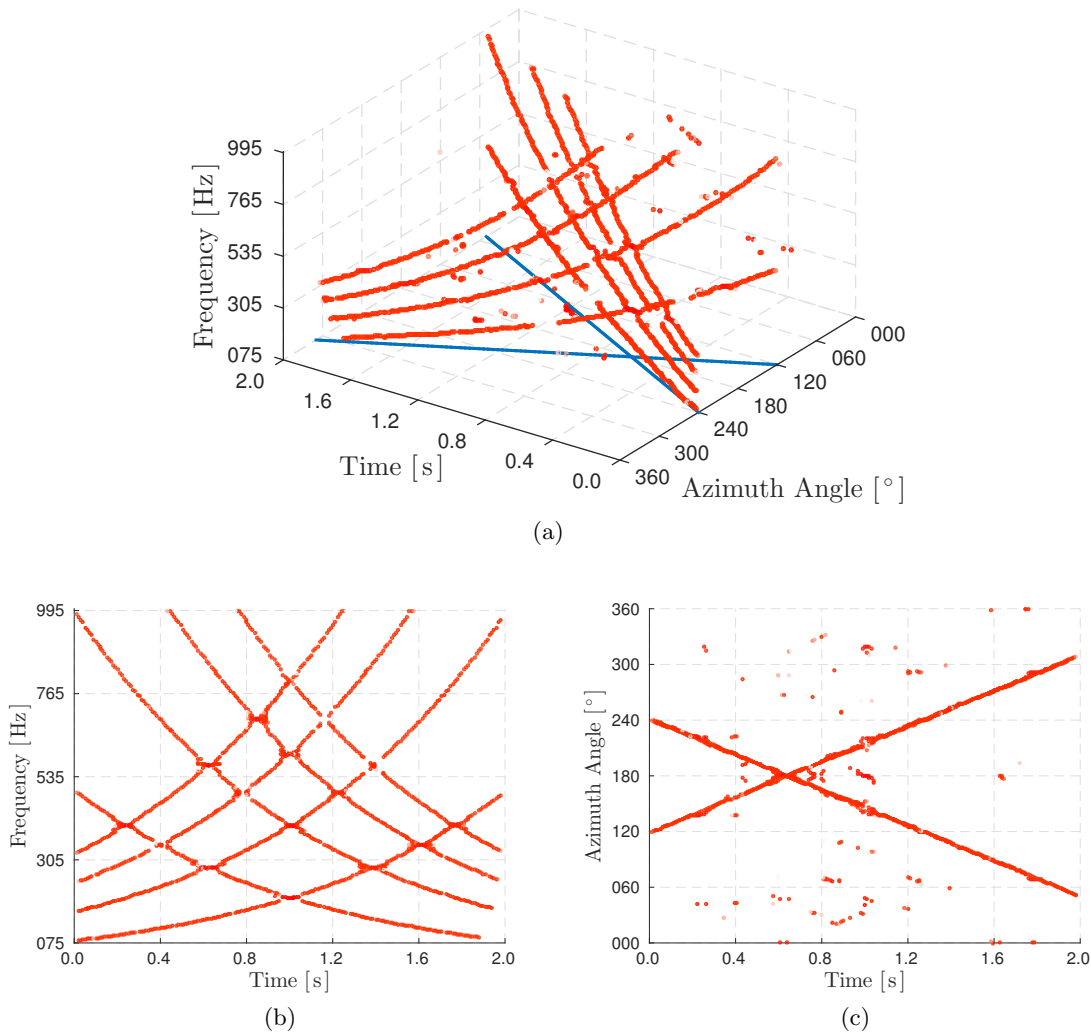 995
765
535
305
075
Frequency [Hz]
2.0
1.6
1.2
0.8
0.4
0.0
Time [s]
360
300
240
180
120
060
000
Azimuth Angle [°]
(a)
995
765
535
305
075
Frequency [Hz]
0.0 0.4 0.8 1.2 1.6 2.0
Time [s]
(b)
360
300
240
180
120
060
000
Azimuth Angle [°]
0.0 0.4 0.8 1.2 1.6 2.0
Time [s]
(c)